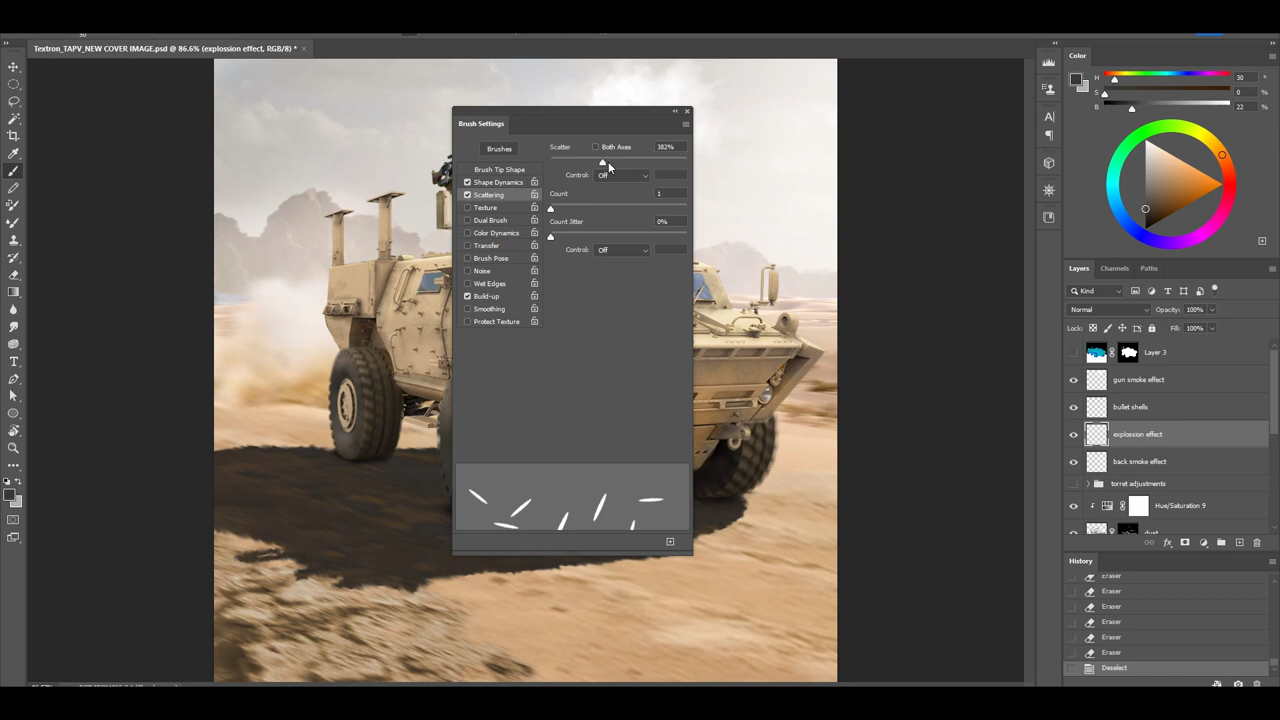 50
Textron_TAPV_NEW COVER IMAGE.psd @ 86.6% (explossion effect, RGB/8) *
Brush Settings
Brushes
Brush Tip Shape
Shape Dynamics
Scattering
Texture
Dual Brush
Color Dynamics
Transfer
Brush Pose
Noise
Wet Edges
Build-up
Smoothing
Protect Texture
Scatter
Both Axes
382%
Control:
Off
Count
1
Count Jitter
0%
Control:
Off
Color
H
30
S
0
%
B
22
%
Layers
Channels
Paths
Kind
Normal
Opacity:
100%
Lock:
Fill:
100%
Layer 3
gun smoke effect
bullet shells
explossion effect
back smoke effect
torret adjustments
Hue/Saturation 9
dust
History
Eraser
Eraser
Eraser
Eraser
Eraser
Eraser
Deselect